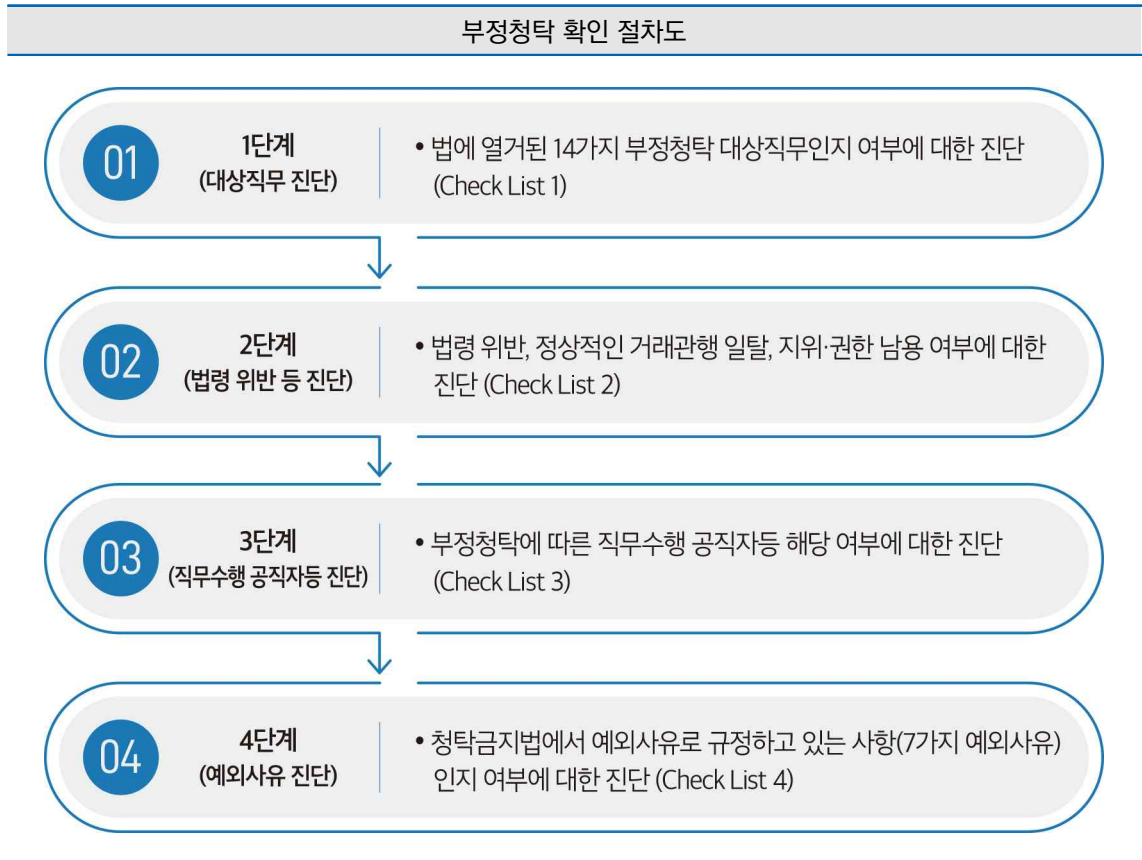 부정청탁 확인 절차도
01
1단계
(대상직무 진단)
• 법에 열거된 14가지 부정청탁 대상직무인지 여부에 대한 진단
(Check List 1)
02
2단계
(법령 위반 등 진단)
• 법령 위반, 정상적인 거래관행 일탈, 지위·권한 남용 여부에 대한
진단 (Check List 2)
03
3단계
(직무수행 공직자등 진단)
• 부정청탁에 따른 직무수행 공직자등 해당 여부에 대한 진단
(Check List 3)
04
4단계
(예외사유 진단)
• 청탁금지법에서 예외사유로 규정하고 있는 사항(7가지 예외사유)
인지 여부에 대한 진단 (Check List 4)